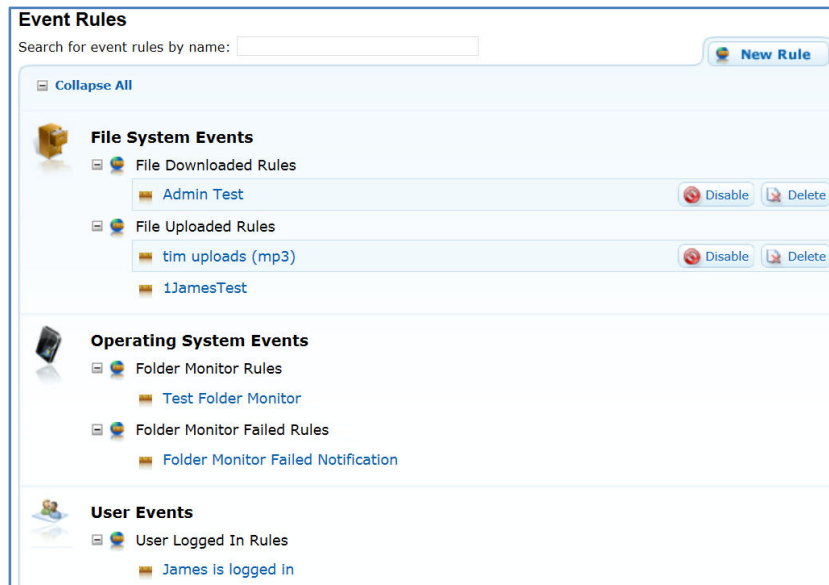 Event Rules
Search for event rules by name:
New Rule
Collapse All
File System Events
File Downloaded Rules
Admin Test Disable Delete
File Uploaded Rules
tim uploads (mp3) Disable Delete
1JamesTest
Operating System Events
Folder Monitor Rules
Test Folder Monitor
Folder Monitor Failed Rules
Folder Monitor Failed Notification
User Events
User Logged In Rules
James is logged in